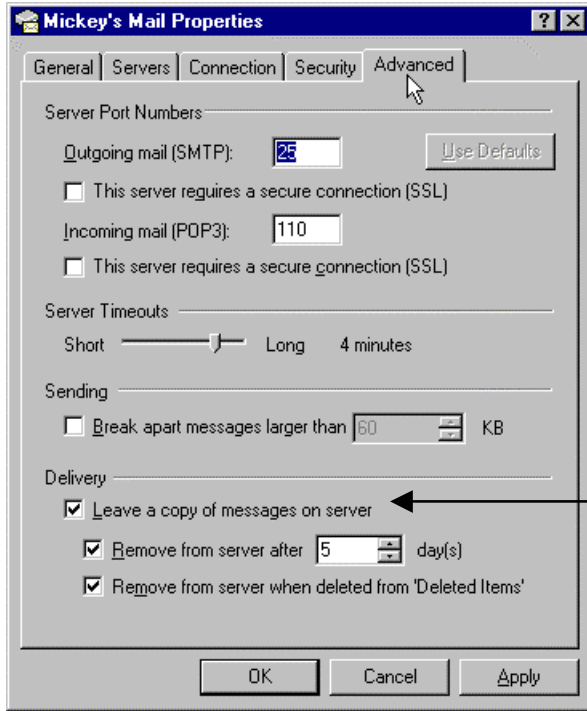 Mickey's Mail Properties
General Servers Connection Security Advanced
Server Port Numbers
Outgoing mail (SMTP): 25 Use Defaults
This server requires a secure connection (SSL)
Incoming mail (POP3): 110
This server requires a secure connection (SSL)
Server Timeouts
Short Long 4 minutes
Sending
Break apart messages larger than 60 KB
Delivery
Leave a copy of messages on server
Remove from server after 5 day(s)
Remove from server when deleted from 'Deleted Items'
OK Cancel Apply